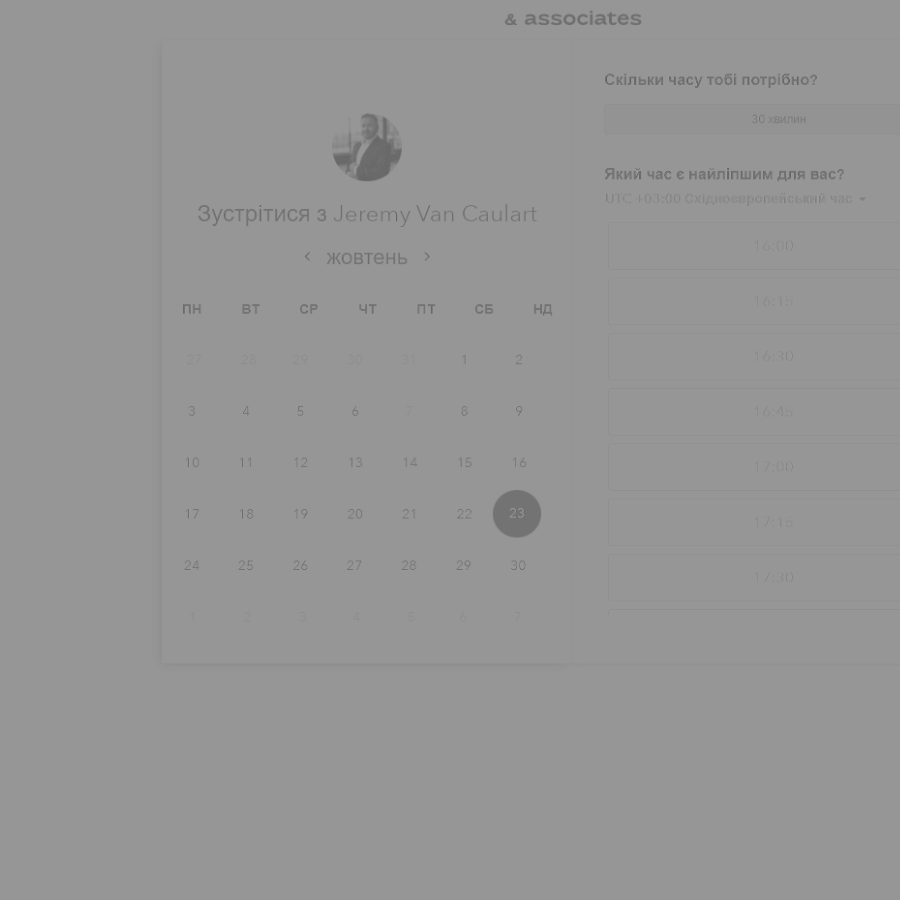 & associates
Скільки часу тобі потрібно?
30 хвилин
Який час є найліпшим для вас?
UTC +03:00 Східноєвропейський час
Зустрітися з Jeremy Van Caulart
жовтень
ПН ВТ СР ЧТ ПТ СБ НД
27 28 29 30 31 1 2
3 4 5 6 7 8 9
10 11 12 13 14 15 16
17 18 19 20 21 22 23
24 25 26 27 28 29 30
1 2 3 4 5 6 7
16:00
16:15
16:30
16:45
17:00
17:15
17:30